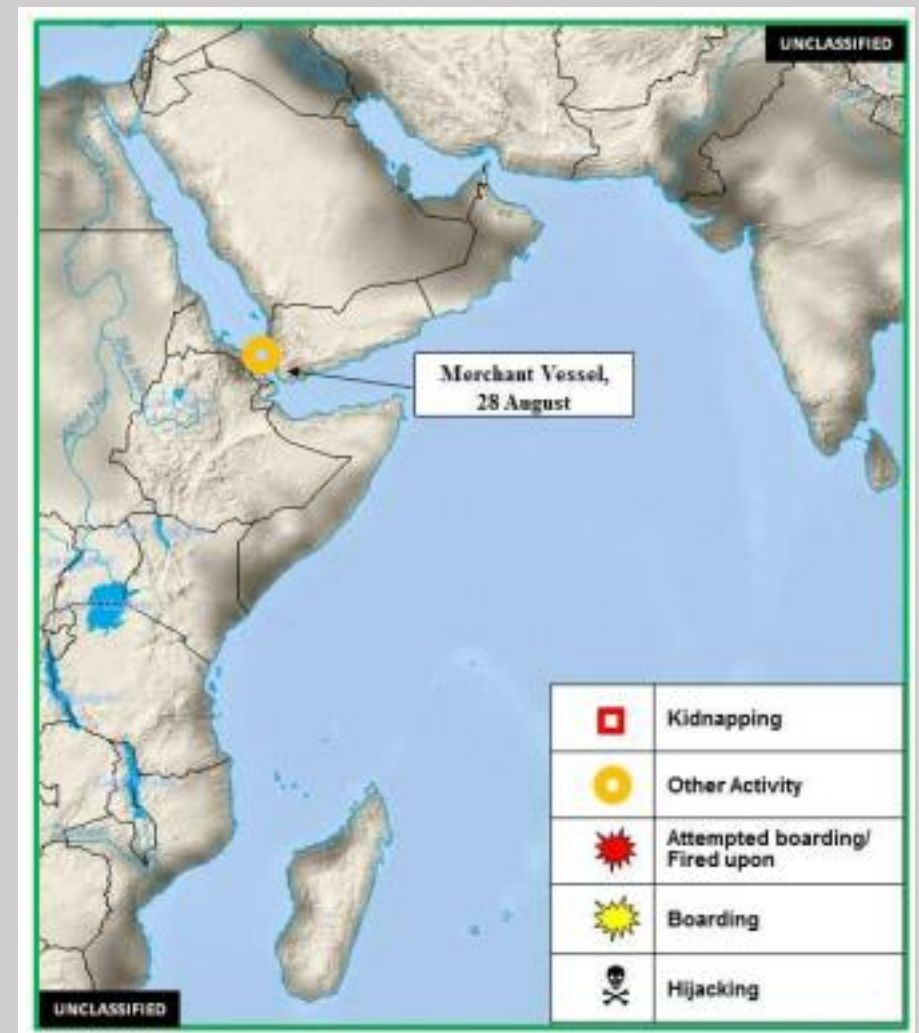 UNCLASSIFIED
Merchant Vessel,
28 August
Kidnapping
Other Activity
Attempted boarding/
Fired upon
Boarding
Hijacking
UNCLASSIFIED